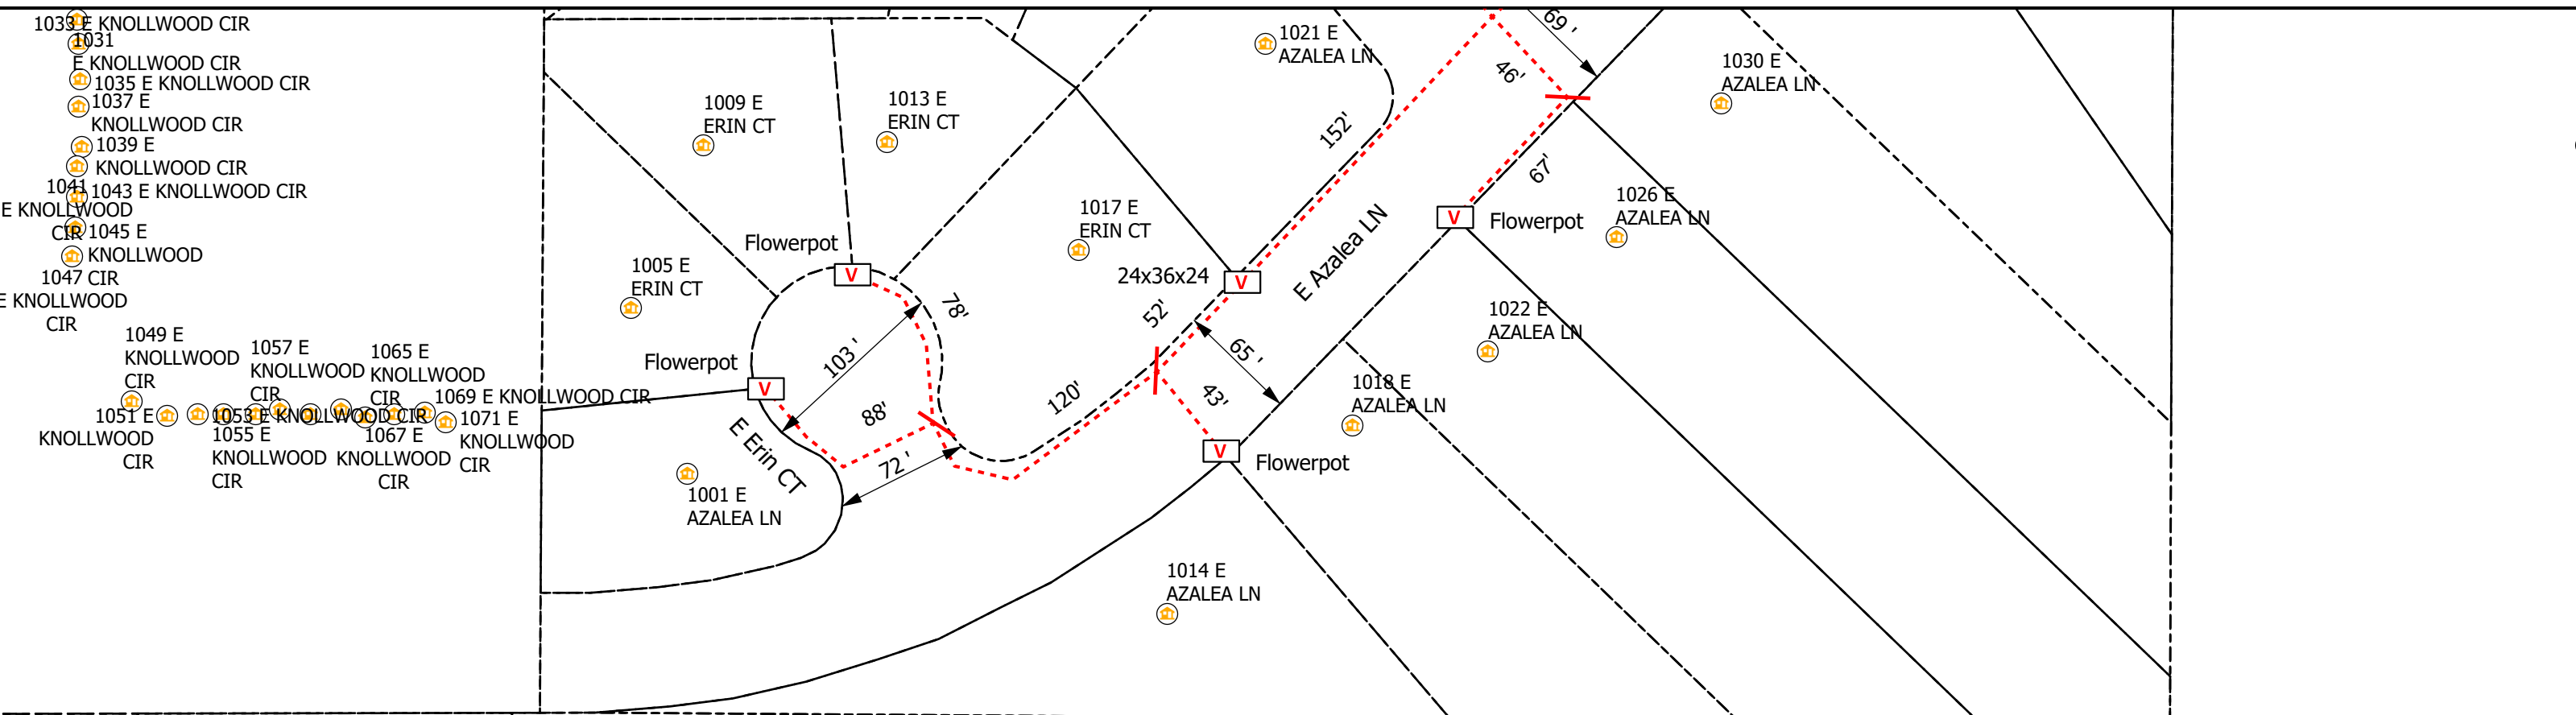 1033 E KNOLLWOOD CIR
1031
E KNOLLWOOD CIR
1035 E KNOLLWOOD CIR
1037 E
KNOLLWOOD CIR
1039 E
KNOLLWOOD CIR
1041
E KNOLLWOOD
CIR
1043 E KNOLLWOOD CIR
1045 E
KNOLLWOOD
CIR
1047
E KNOLLWOOD
CIR
1049 E
KNOLLWOOD
CIR
1051 E
KNOLLWOOD
CIR
1053 E KNOLLWOOD CIR
1055 E
KNOLLWOOD
CIR
1057 E
KNOLLWOOD
CIR
1065 E
KNOLLWOOD
CIR
1067 E
KNOLLWOOD
CIR
1069 E KNOLLWOOD CIR
1071 E
KNOLLWOOD
CIR
1009 E
ERIN CT
1013 E
ERIN CT
1005 E
ERIN CT
1017 E
ERIN CT
1001 E
AZALEA LN
1021 E
AZALEA LN
1030 E
AZALEA LN
1026 E
AZALEA LN
1022 E
AZALEA LN
1018 E
AZALEA LN
1014 E
AZALEA LN
Flowerpot
V
Flowerpot
V
24x36x24
V
V
Flowerpot
V
Flowerpot
E Erin CT
E Azalea LN
103 '
78'
88'
72 '
120'
52'
65 '
43'
152'
46'
69 '
67'